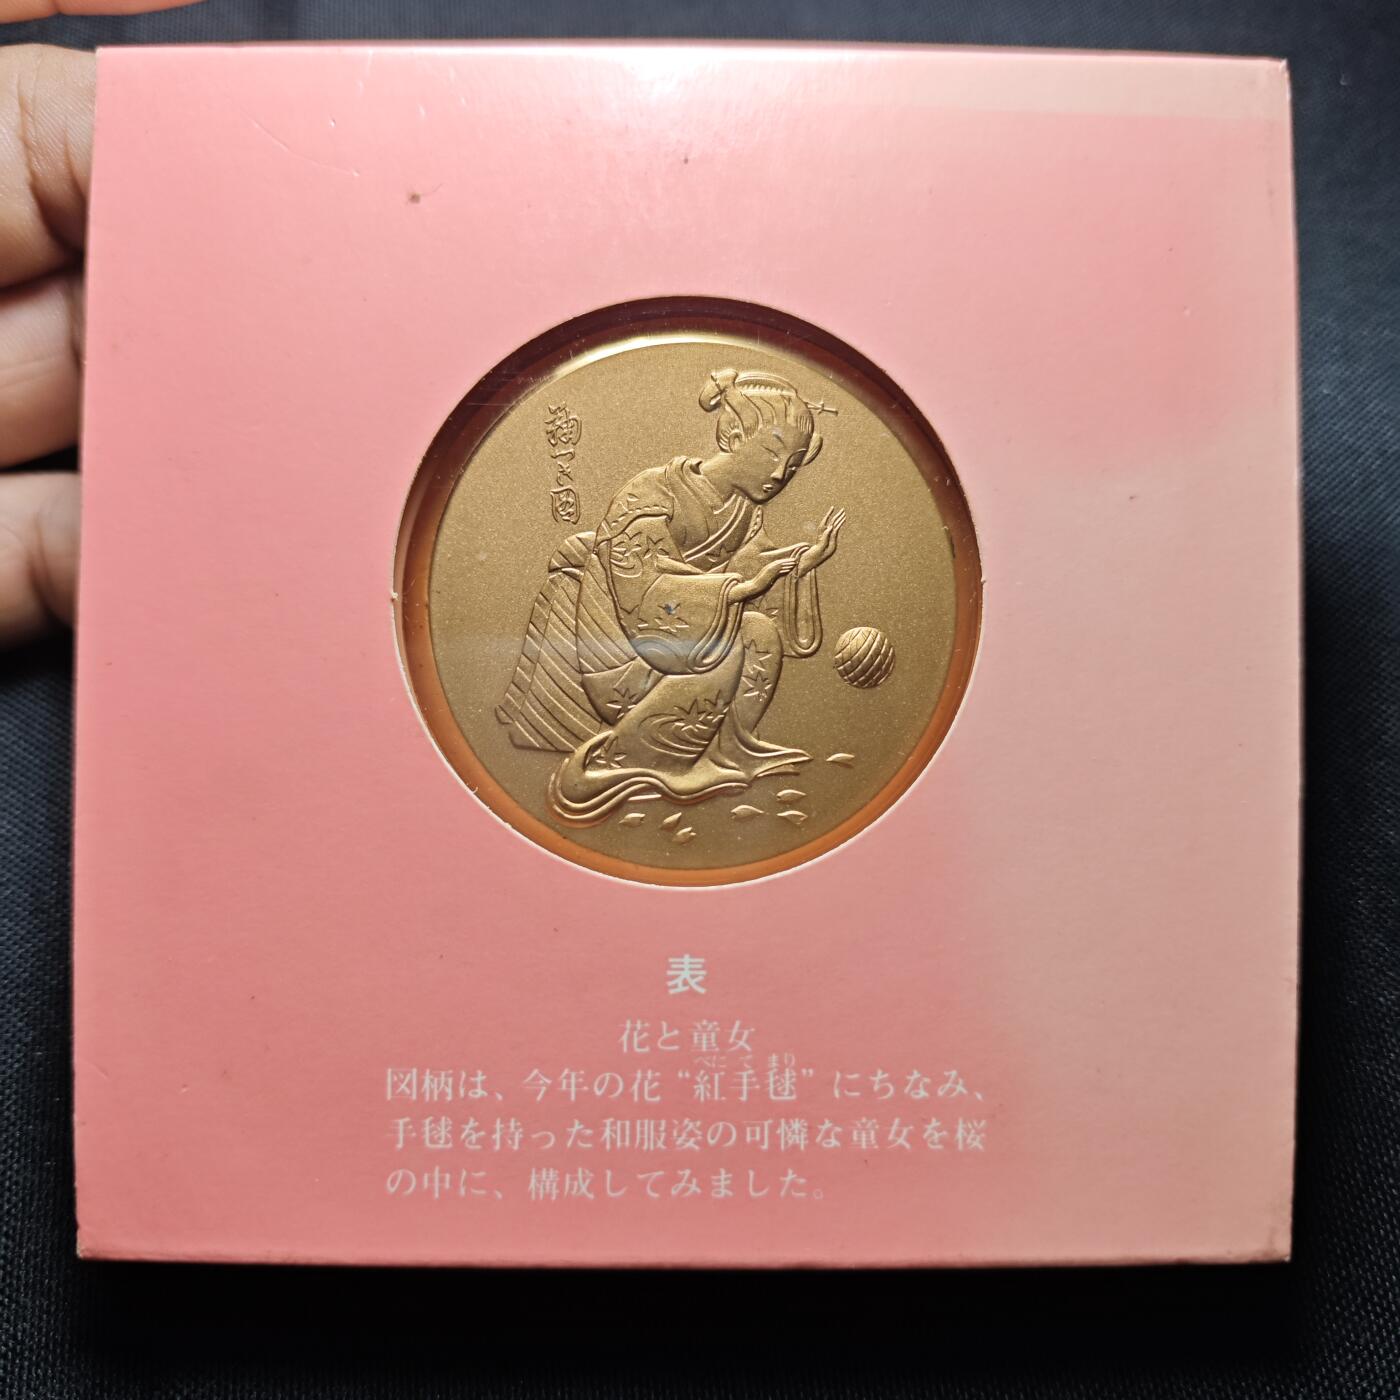 表
花と童女
図柄は、今年の花“紅手毬”にちなみ、
べにてまり
手毬を持った和服姿の可憐な童女を桜
の中に、構成してみました。